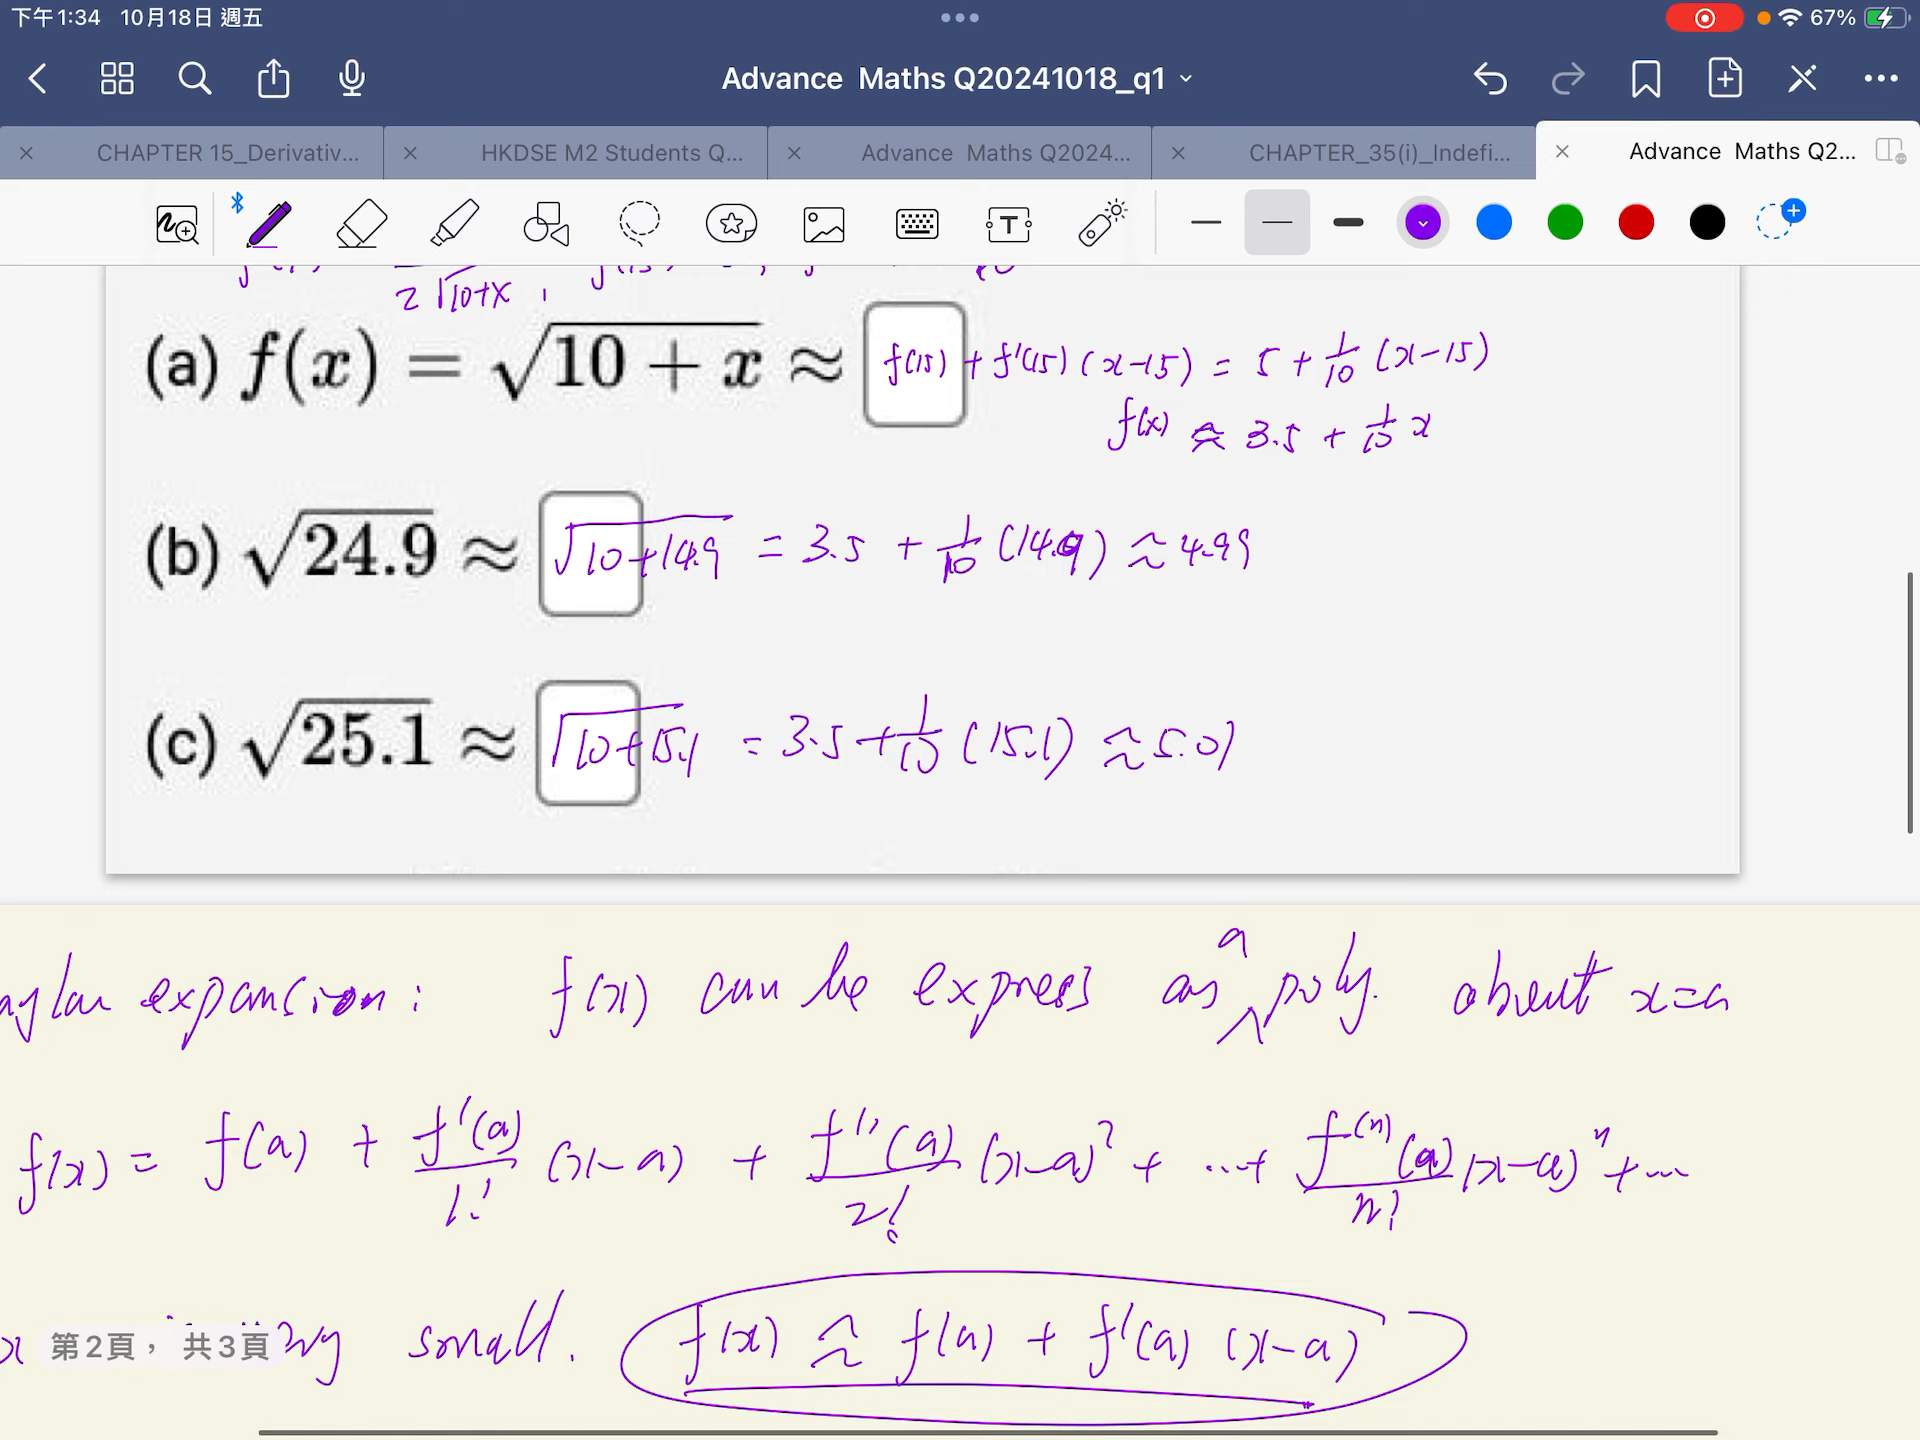 下午1:34 10月18日 週五 67%
Advance Maths Q20241018_q1
CHAPTER 15_Derivativ... HKDSE M2 Students Q... Advance Maths Q2024... CHAPTER_35(i)_Indefi... Advance Maths Q2...
2√10+x ,
(a) f(x) = √10 + x ≈ f(15) + f'(15) (x-15) = 5 + 1/10 (x-15)
f(x) ≈ 3.5 + 1/10 x
(b) √24.9 ≈ √10+14.9 = 3.5 + 1/10 (14.9) ≈ 4.99
(c) √25.1 ≈ √10+15.1 = 3.5 + 1/10 (15.1) ≈ 5.01
aylor expansion: f(x) can be express as a poly. about x=a
f(x) = f(a) + f'(a)/1! (x-a) + f''(a)/2! (x-a)² + ... + f⁽ⁿ⁾(a)/n! (x-a)ⁿ + ...
x 第2頁, 共3頁 small. f(x) ≈ f(a) + f'(a) (x-a)